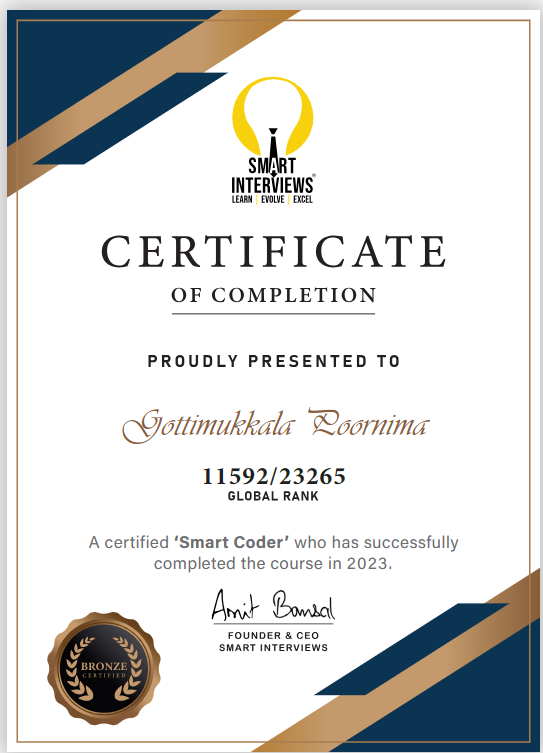 SMART
INTERVIEWS®
LEARN | EVOLVE | EXCEL
CERTIFICATE
OF COMPLETION
PROUDLY PRESENTED TO
Gottimukkala Poornima
11592/23265
GLOBAL RANK
A certified ‘Smart Coder’ who has successfully
completed the course in 2023.
Amit Bansal
FOUNDER & CEO
SMART INTERVIEWS
BRONZE
CERTIFIED